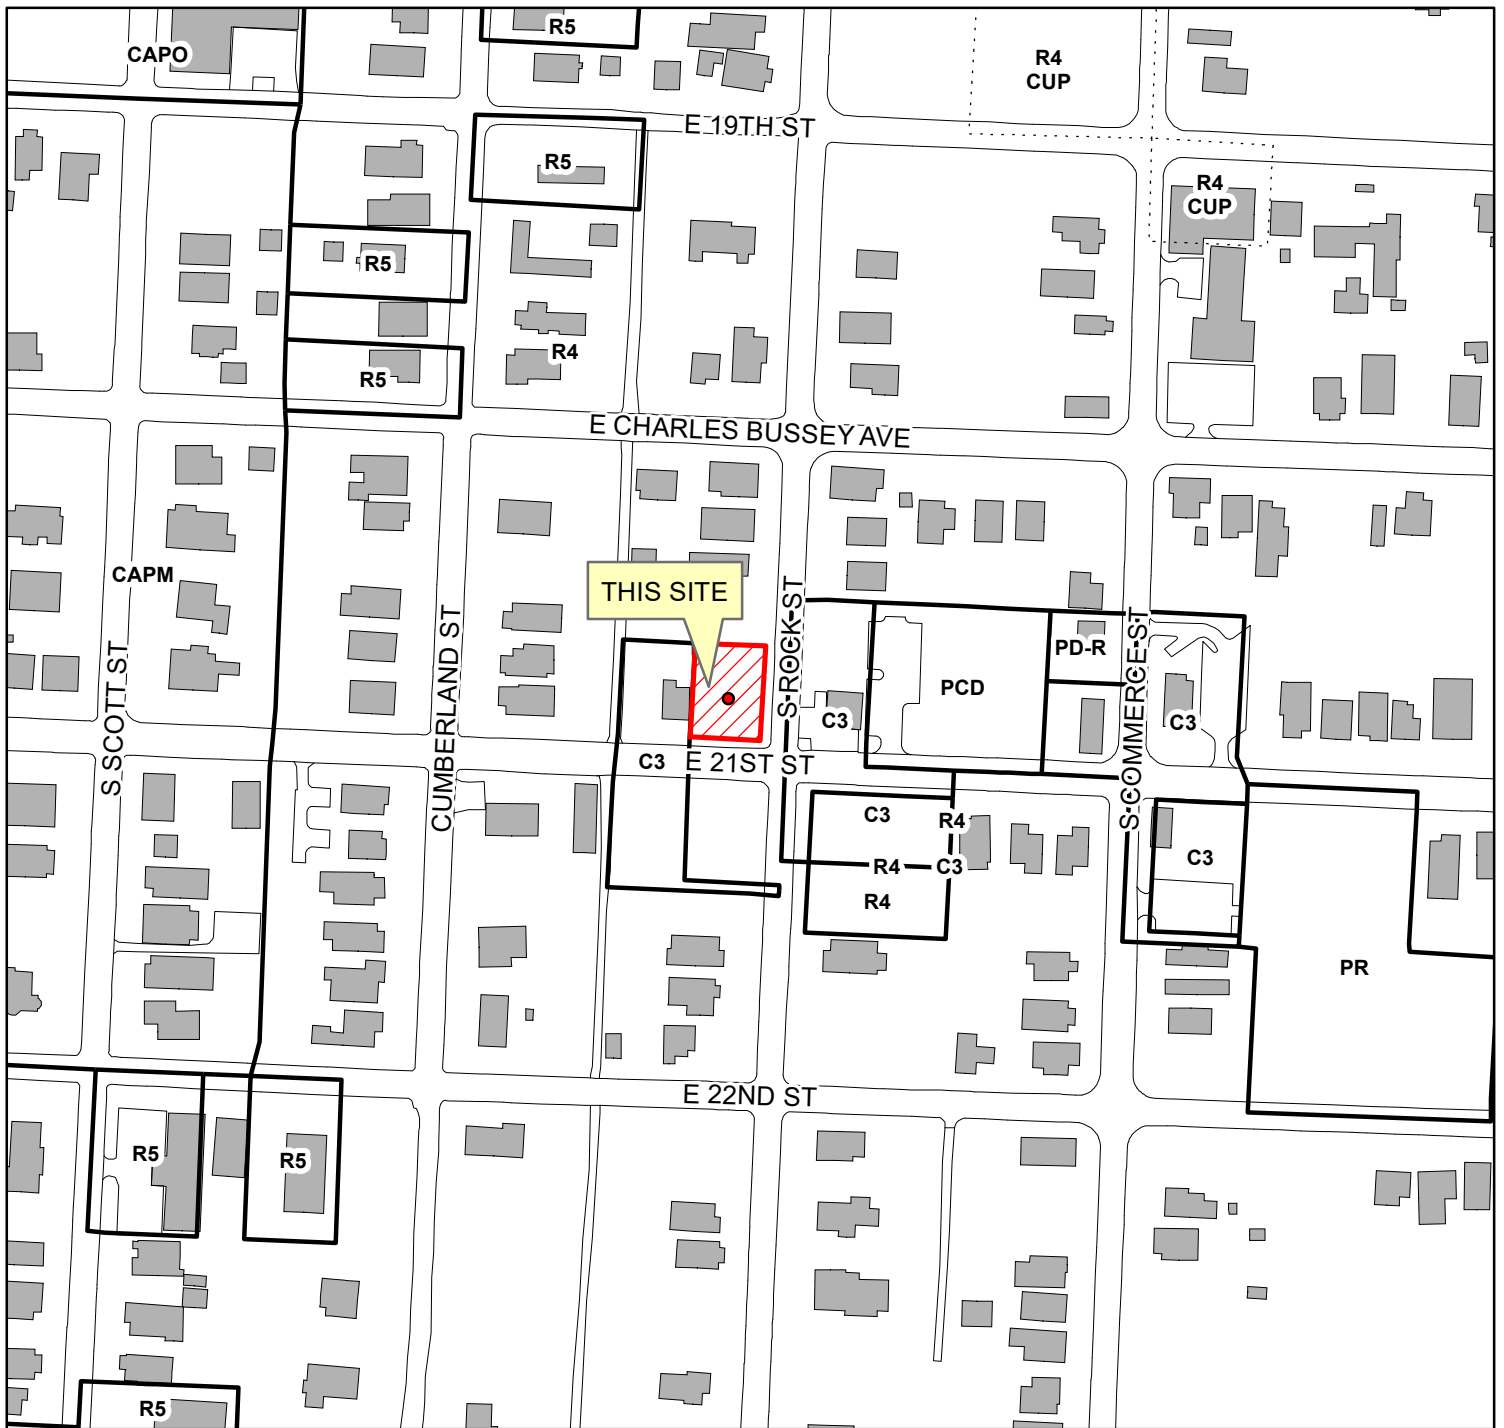 R5
CAPO
R4
CUP
E 19TH ST
R5
R4
CUP
R5
R4
R5
E CHARLES BUSSEY AVE
CAPM
THIS SITE
S SCOTT ST
CUMBERLAND ST
S ROCK ST
S COMMERCE ST
PD-R
PCD
C3
C3
C3
E 21ST ST
C3
R4
R4
C3
C3
R4
PR
E 22ND ST
R5
R5
R5